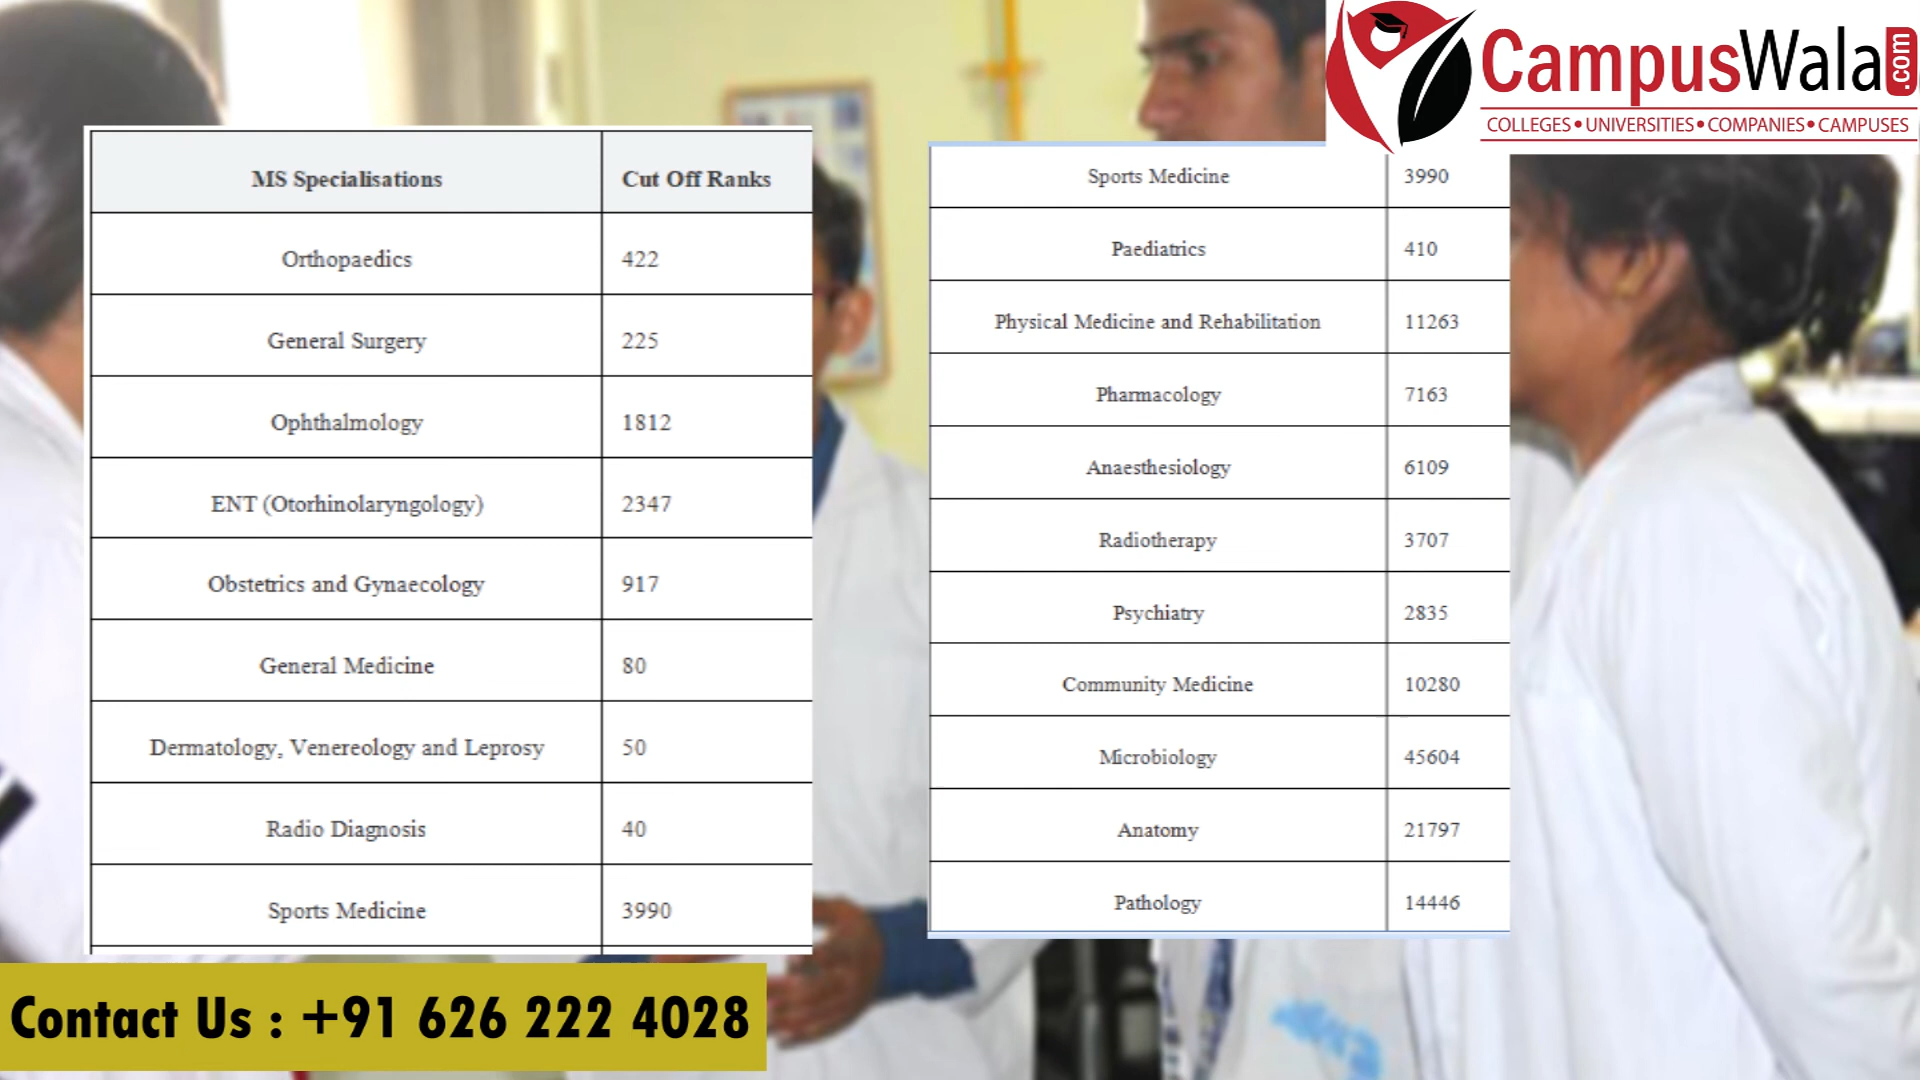 CampusWala.com
COLLEGES•UNIVERSITIES•COMPANIES•CAMPUSES
MS Specialisations Cut Off Ranks
Orthopaedics 422
General Surgery 225
Ophthalmology 1812
ENT (Otorhinolaryngology) 2347
Obstetrics and Gynaecology 917
General Medicine 80
Dermatology, Venereology and Leprosy 50
Radio Diagnosis 40
Sports Medicine 3990
Sports Medicine 3990
Paediatrics 410
Physical Medicine and Rehabilitation 11263
Pharmacology 7163
Anaesthesiology 6109
Radiotherapy 3707
Psychiatry 2835
Community Medicine 10280
Microbiology 45604
Anatomy 21797
Pathology 14446
Contact Us : +91 626 222 4028